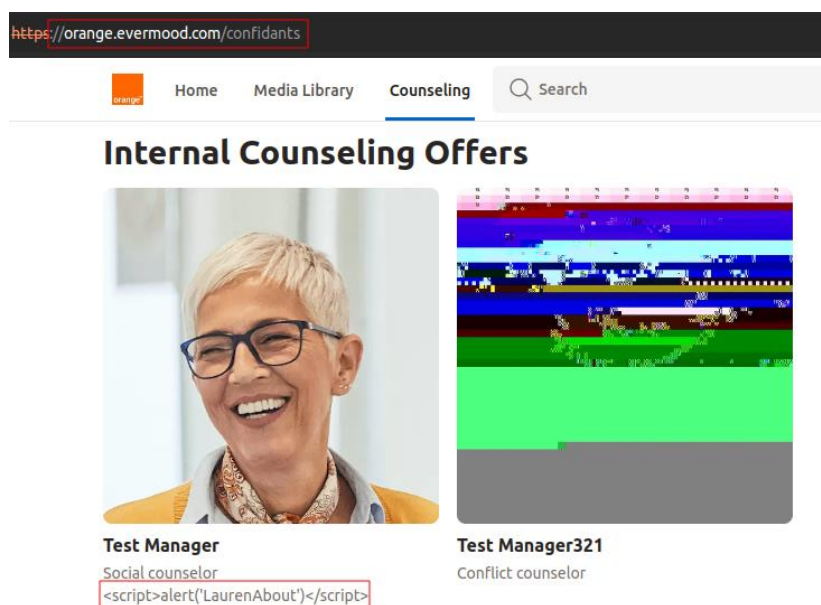 https://orange.evermood.com/confidants
orange™
Home Media Library Counseling Search
Internal Counseling Offers
Test Manager
Social counselor
<script>alert('LaurenAbout')</script>
Test Manager321
Conflict counselor